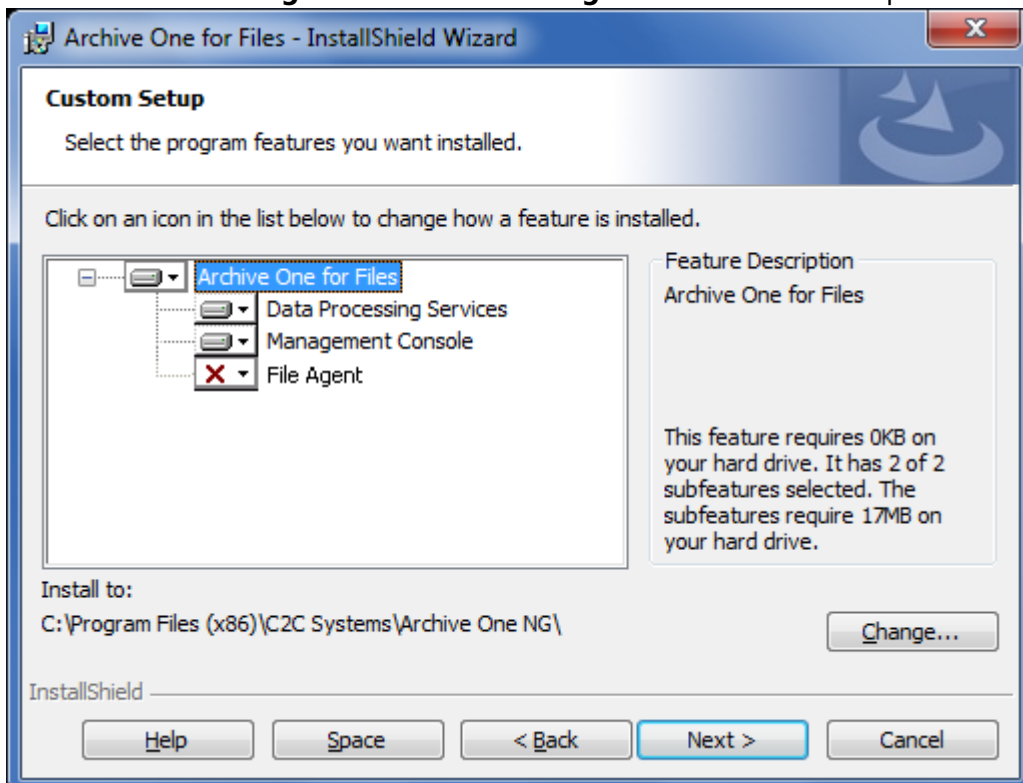 Archive One for Files - InstallShield Wizard
Custom Setup
Select the program features you want installed.
Click on an icon in the list below to change how a feature is installed.
Archive One for Files
Data Processing Services
Management Console
File Agent
Feature Description
Archive One for Files
This feature requires 0KB on
your hard drive. It has 2 of 2
subfeatures selected. The
subfeatures require 17MB on
your hard drive.
Install to:
C:\Program Files (x86)\C2C Systems\Archive One NG\
Change...
InstallShield
Help
Space
< Back
Next >
Cancel